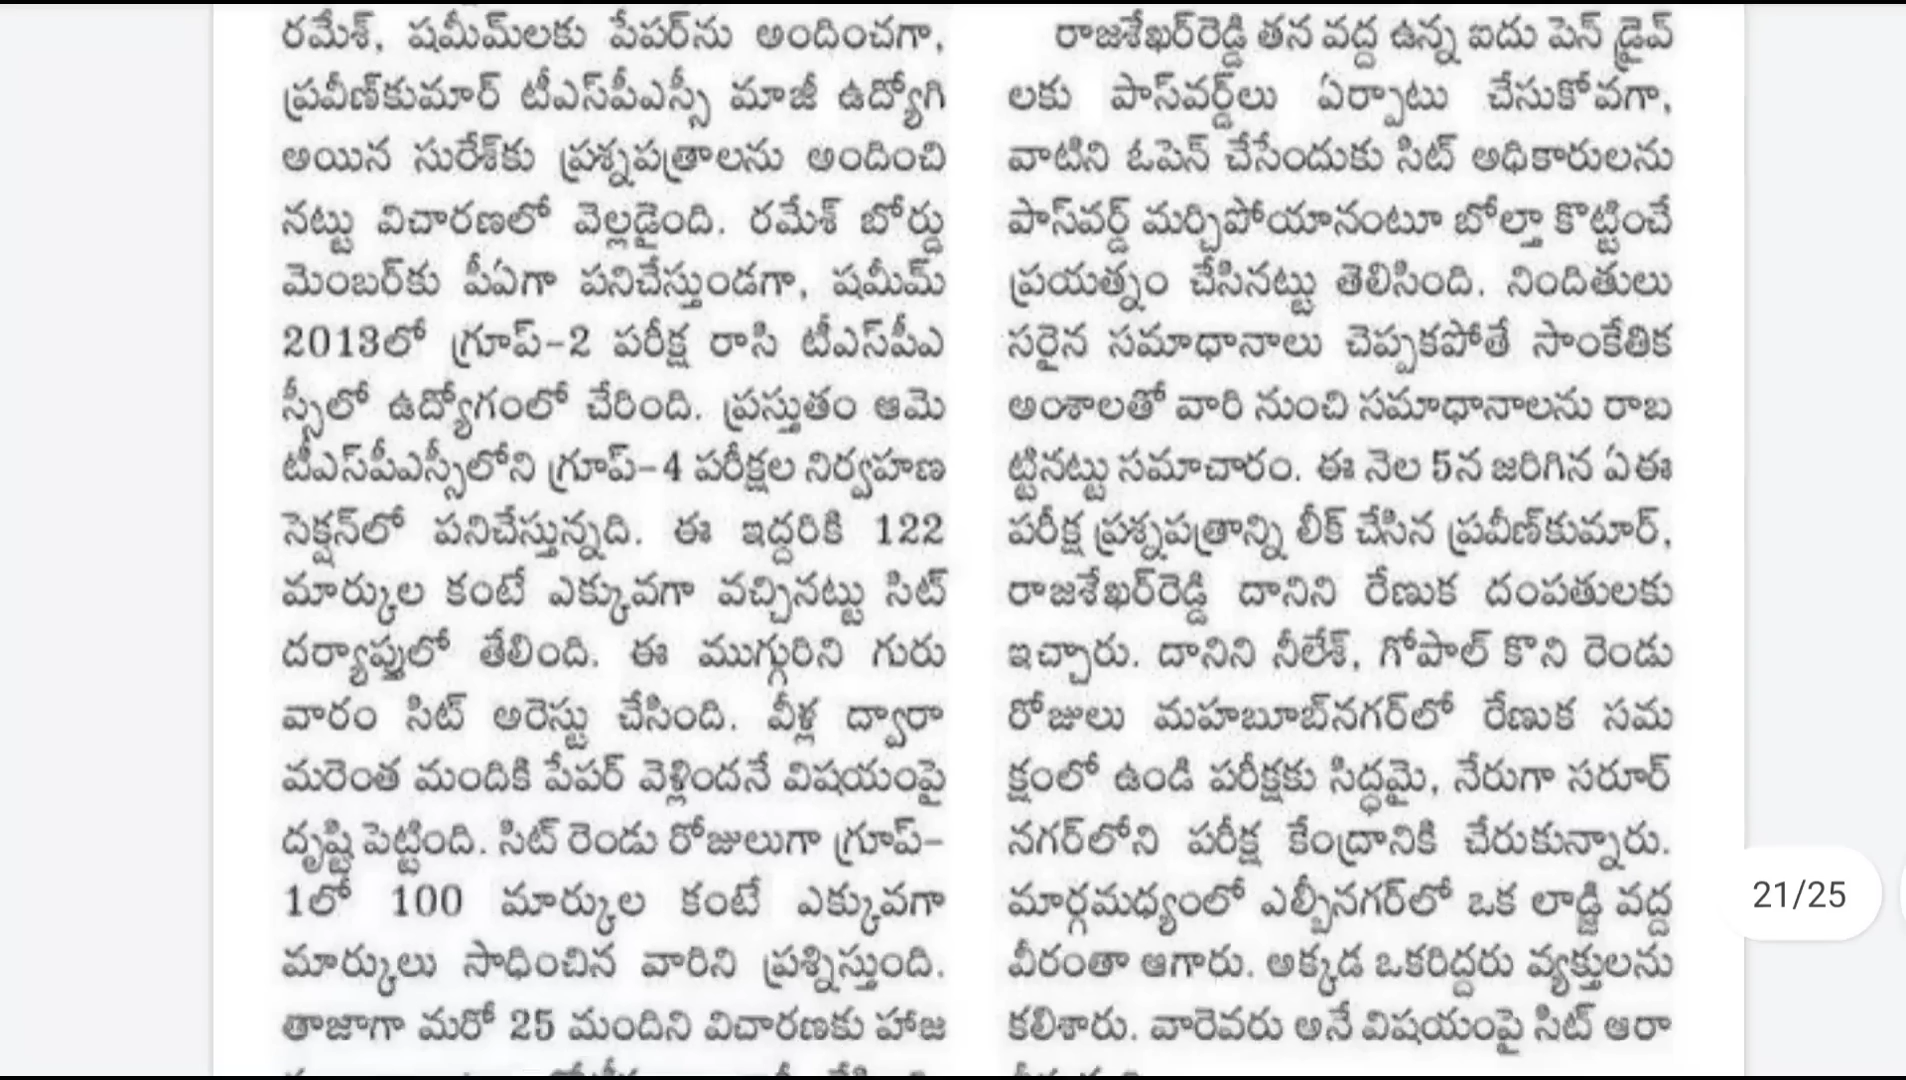 రమేశ్, షమీమ్‌లకు పేపర్‌ను అందించగా,
ప్రవీణ్‌కుమార్ టీఎస్‌పీఎస్సీ మాజీ ఉద్యోగి
అయిన సురేశ్‌కు ప్రశ్నపత్రాలను అందించి
నట్టు విచారణలో వెల్లడైంది. రమేశ్ బోర్డు
మెంబర్‌కు పీఏగా పనిచేస్తుండగా, షమీమ్
2013లో గ్రూప్-2 పరీక్ష రాసి టీఎస్‌పీఎ
స్సీలో ఉద్యోగంలో చేరింది. ప్రస్తుతం ఆమె
టీఎస్‌పీఎస్సీలోని గ్రూప్-4 పరీక్షల నిర్వహణ
సెక్షన్‌లో పనిచేస్తున్నది. ఈ ఇద్దరికి 122
మార్కుల కంటే ఎక్కువగా వచ్చినట్టు సిట్
దర్యాప్తులో తేలింది. ఈ ముగ్గురిని గురు
వారం సిట్ అరెస్టు చేసింది. వీళ్ల ద్వారా
మరెంత మందికి పేపర్ వెళ్లిందనే విషయంపై
దృష్టి పెట్టింది. సిట్ రెండు రోజులుగా గ్రూప్-
1లో 100 మార్కుల కంటే ఎక్కువగా
మార్కులు సాధించిన వారిని ప్రశ్నిస్తుంది.
తాజాగా మరో 25 మందిని విచారణకు హాజ
రాజశేఖర్‌రెడ్డి తన వద్ద ఉన్న ఐదు పెన్ డ్రైవ్
లకు పాస్‌వర్డ్‌లు ఏర్పాటు చేసుకోవగా,
వాటిని ఓపెన్ చేసేందుకు సిట్ అధికారులను
పాస్‌వర్డ్ మర్చిపోయానంటూ బోల్తా కొట్టించే
ప్రయత్నం చేసినట్టు తెలిసింది. నిందితులు
సరైన సమాధానాలు చెప్పకపోతే సాంకేతిక
అంశాలతో వారి నుంచి సమాధానాలను రాబ
ట్టినట్టు సమాచారం. ఈ నెల 5న జరిగిన ఏఈ
పరీక్ష ప్రశ్నపత్రాన్ని లీక్ చేసిన ప్రవీణ్‌కుమార్,
రాజశేఖర్‌రెడ్డి దానిని రేణుక దంపతులకు
ఇచ్చారు. దానిని నీలేశ్, గోపాల్ కొని రెండు
రోజులు మహబూబ్‌నగర్‌లో రేణుక సమ
క్షంలో ఉండి పరీక్షకు సిద్ధమై, నేరుగా సరూర్
నగర్‌లోని పరీక్ష కేంద్రానికి చేరుకున్నారు.
మార్గమధ్యంలో ఎల్బీనగర్‌లో ఒక లాడ్జి వద్ద
వీరంతా ఆగారు. అక్కడ ఒకరిద్దరు వ్యక్తులను
కలిశారు. వారెవరు అనే విషయంపై సిట్ ఆరా
21/25